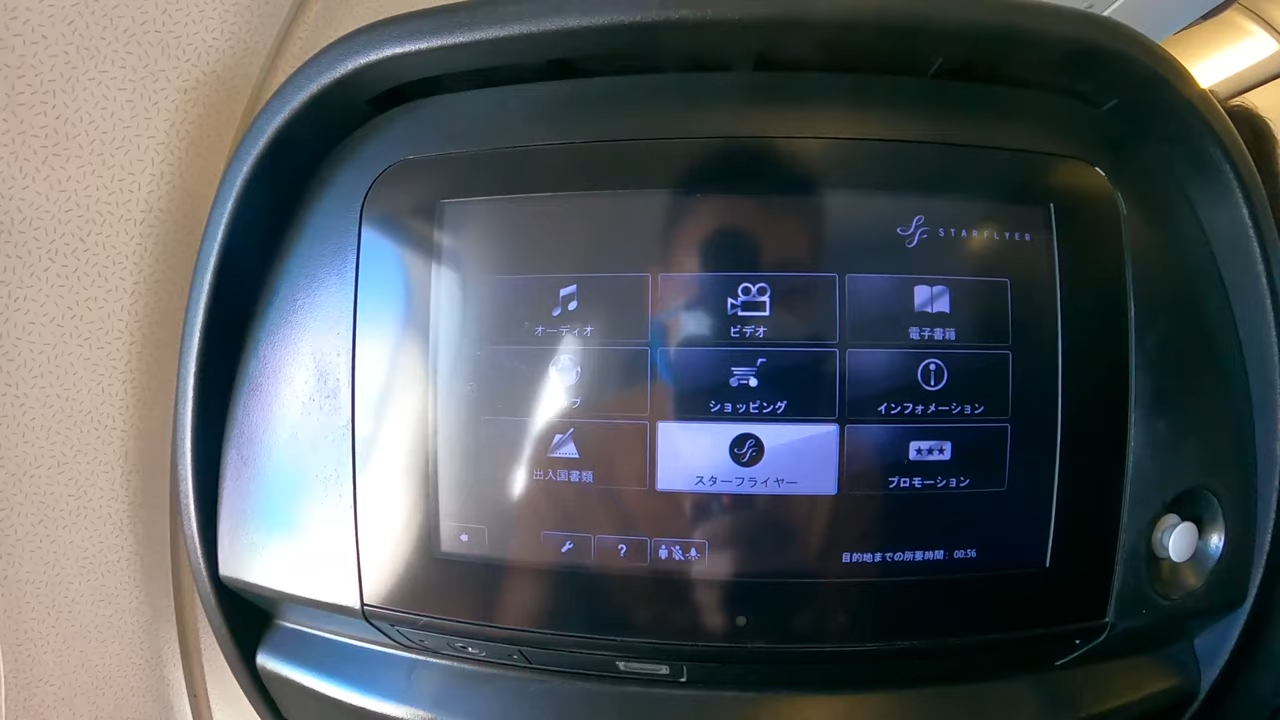 STARFLYER
オーディオ
ビデオ
電子書籍
プ
ショッピング
インフォメーション
出入国書類
スターフライヤー
プロモーション
?
目的地までの所要時間: 00:56